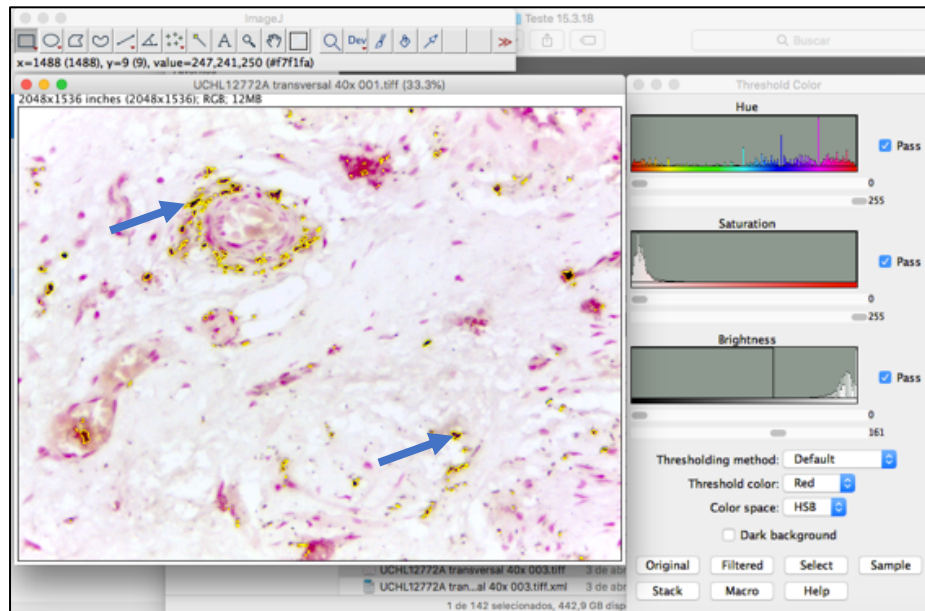 ImageJ
Teste 15.3.18
Dev
Buscar
x=1488 (1488), y=9 (9), value=247,241,250 (#f7f1fa)
UCHL12772A transversal 40x 001.tiff (33.3%)
2048x1536 inches (2048x1536); RGB; 12MB
Threshold Color
Hue
Pass
0
255
Saturation
Pass
0
255
Brightness
Pass
0
161
Thresholding method: Default
Threshold color: Red
Color space: HSB
Dark background
Original Filtered Select Sample
Stack Macro Help
UCHL12772A transversal 40x 003.tiff 3 de abr
UCHL12772A tran...al 40x 003.tiff.xml 3 de abr
1 de 142 selecionados, 442,9 GB disp